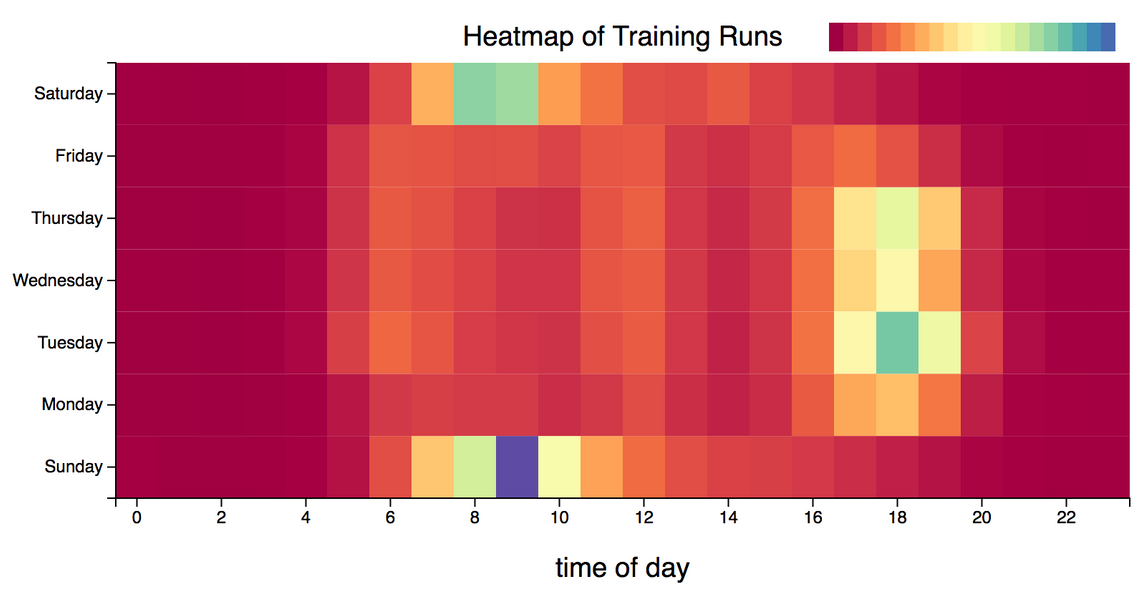 Heatmap of Training Runs
Saturday
Friday
Thursday
Wednesday
Tuesday
Monday
Sunday
0 2 4 6 8 10 12 14 16 18 20 22
time of day